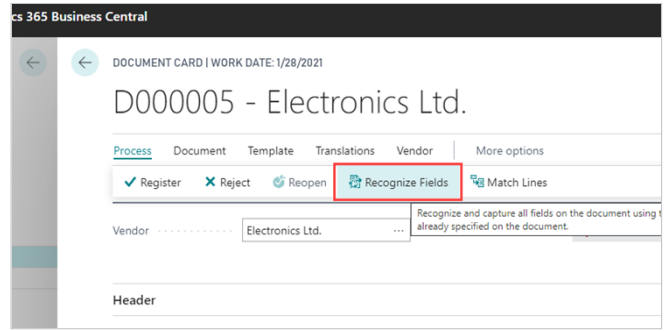 cs 365 Business Central
DOCUMENT CARD | WORK DATE: 1/28/2021
D000005 - Electronics Ltd.
Process Document Template Translations Vendor More options
Register Reject Reopen Recognize Fields Match Lines
Recognize and capture all fields on the document using
already specified on the document.
Vendor Electronics Ltd. ...
Header